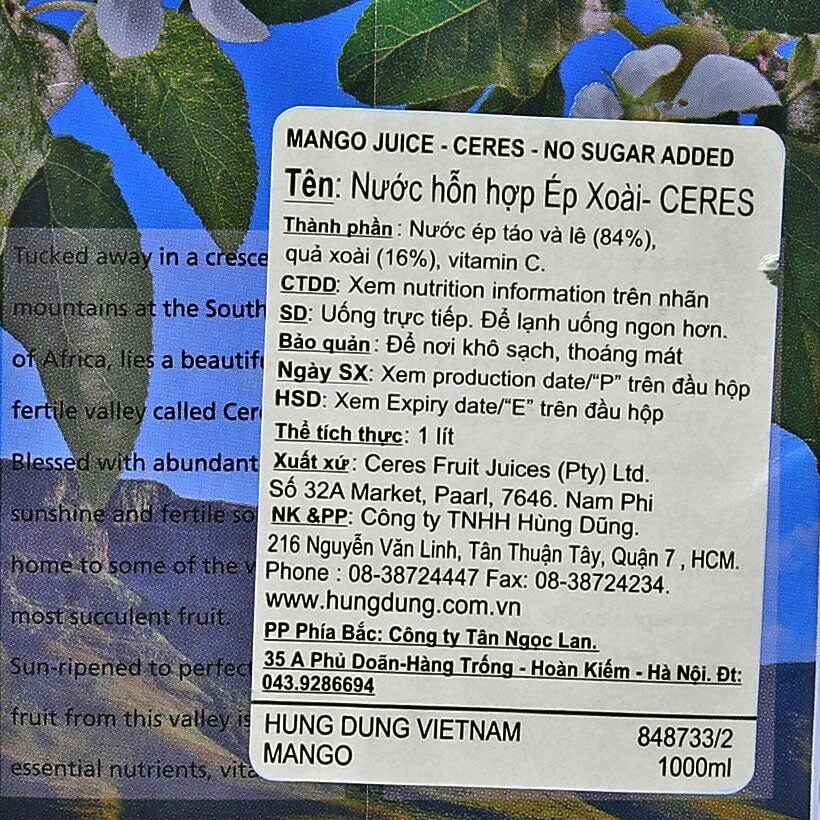 MANGO JUICE - CERES - NO SUGAR ADDED
Tên: Nước hỗn hợp Ép Xoài- CERES
Thành phần : Nước ép táo và lê (84%),
quả xoài (16%), vitamin C.
CTDD: Xem nutrition information trên nhãn
SD: Uống trực tiếp. Để lạnh uống ngon hơn.
Bảo quản : Để nơi khô sạch, thoáng mát
Ngày SX: Xem production date/“P” trên đầu hộp
HSD: Xem Expiry date/“E” trên đầu hộp
Thể tích thực: 1 lít
Xuất xứ : Ceres Fruit Juices (Pty) Ltd.
Số 32A Market, Paarl, 7646. Nam Phi
NK &PP: Công ty TNHH Hùng Dũng.
216 Nguyễn Văn Linh, Tân Thuận Tây, Quận 7 , HCM.
Phone : 08-38724447 Fax: 08-38724234.
www.hungdung.com.vn
PP Phía Bắc: Công ty Tân Ngọc Lan.
35 A Phủ Doãn-Hàng Trống - Hoàn Kiếm - Hà Nội. Đt:
043.9286694
HUNG DUNG VIETNAM 848733/2
MANGO 1000ml
Tucked away in a
mountains at the South
of Africa, lies a
fertile valley called
Blessed with abundant
sunshine and fertile
home to some of the
most succulent fruit.
Sun-ripened to
fruit from this valley is
essential nutrients,